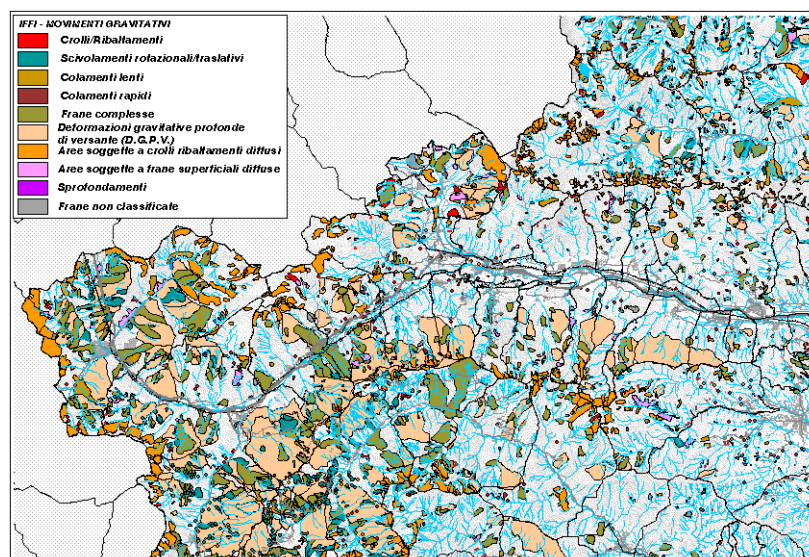 IFFI - MOVIMENTI GRAVITATIVI
Crolli/Ribaltamenti
Scivolamenti rotazionali/traslativi
Colamenti lenti
Colamenti rapidi
Frane complesse
Deformazioni gravitative profonde
di versante (D.G.P.V.)
Aree soggette a crolli ribaltamenti diffusi
Aree soggette a frane superficiali diffuse
Sprofondamenti
Frane non classificate